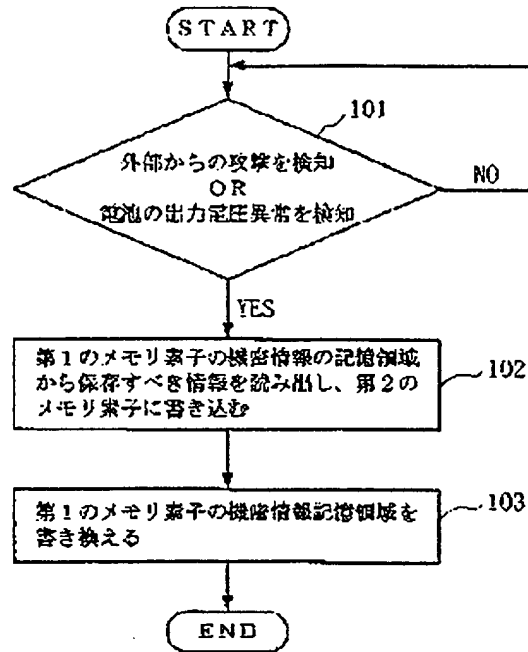 START
101
外部からの攻撃を検知
OR
電池の出力電圧異常を検知
NO
YES
第1のメモリ素子の機密情報の記憶領域
から保存すべき情報を読み出し、第2の
メモリ素子に書き込む
102
第1のメモリ素子の機密情報記憶領域を
書き換える
103
END